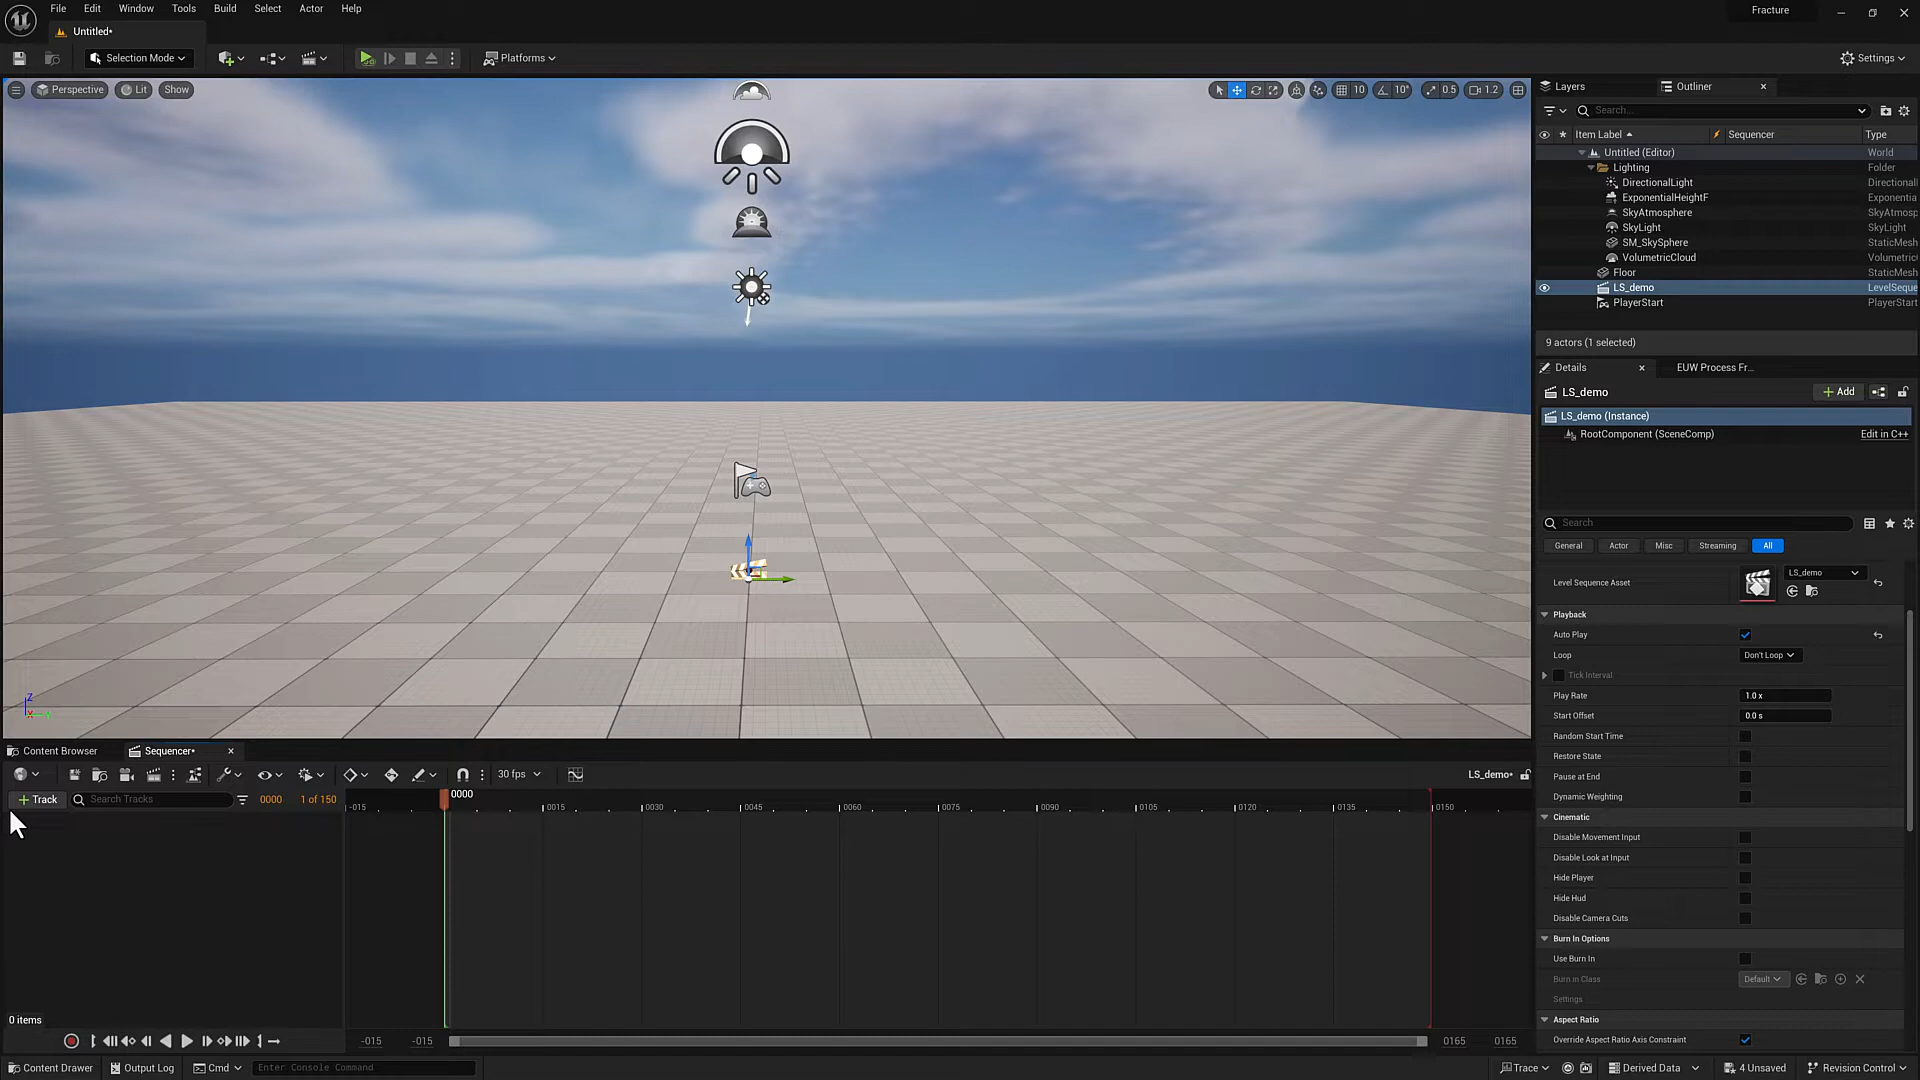 File Edit Window Tools Build Select Actor Help
Fracture
Untitled*
Selection Mode
Platforms
Settings
Perspective
Lit
Show
10
10°
0.5
1.2
Layers
Outliner
Search...
Item Label
Sequencer
Type
Untitled (Editor)
World
Lighting
Folder
DirectionalLight
Directional
ExponentialHeightF
Exponentia
SkyAtmosphere
SkyAtmosp
SkyLight
SkyLight
SM_SkySphere
StaticMesh
VolumetricCloud
Volumetric
Floor
StaticMesh
LS_demo
LevelSeque
PlayerStart
PlayerStart
9 actors (1 selected)
Details
EUW Process Fr...
LS_demo
Add
LS_demo (Instance)
RootComponent (SceneComp)
Edit in C++
Search
General
Actor
Misc
Streaming
All
Level Sequence Asset
LS_demo
Playback
Auto Play
Loop
Don't Loop
Tick Interval
Play Rate
1.0 x
Start Offset
0.0 s
Random Start Time
Restore State
Pause at End
Dynamic Weighting
Cinematic
Disable Movement Input
Disable Look at Input
Hide Player
Hide Hud
Disable Camera Cuts
Burn In Options
Use Burn In
Burn in Class
Default
Settings
Aspect Ratio
Override Aspect Ratio Axis Constraint
Z
X
Y
Content Browser
Sequencer*
30 fps
LS_demo*
+ Track
Search Tracks
0000
1 of 150
-015
0000
0015
0030
0045
0060
0075
0090
0105
0120
0135
0150
0 items
-015
-015
0165
0165
Content Drawer
Output Log
Cmd
Enter Console Command
Trace
Derived Data
4 Unsaved
Revision Control